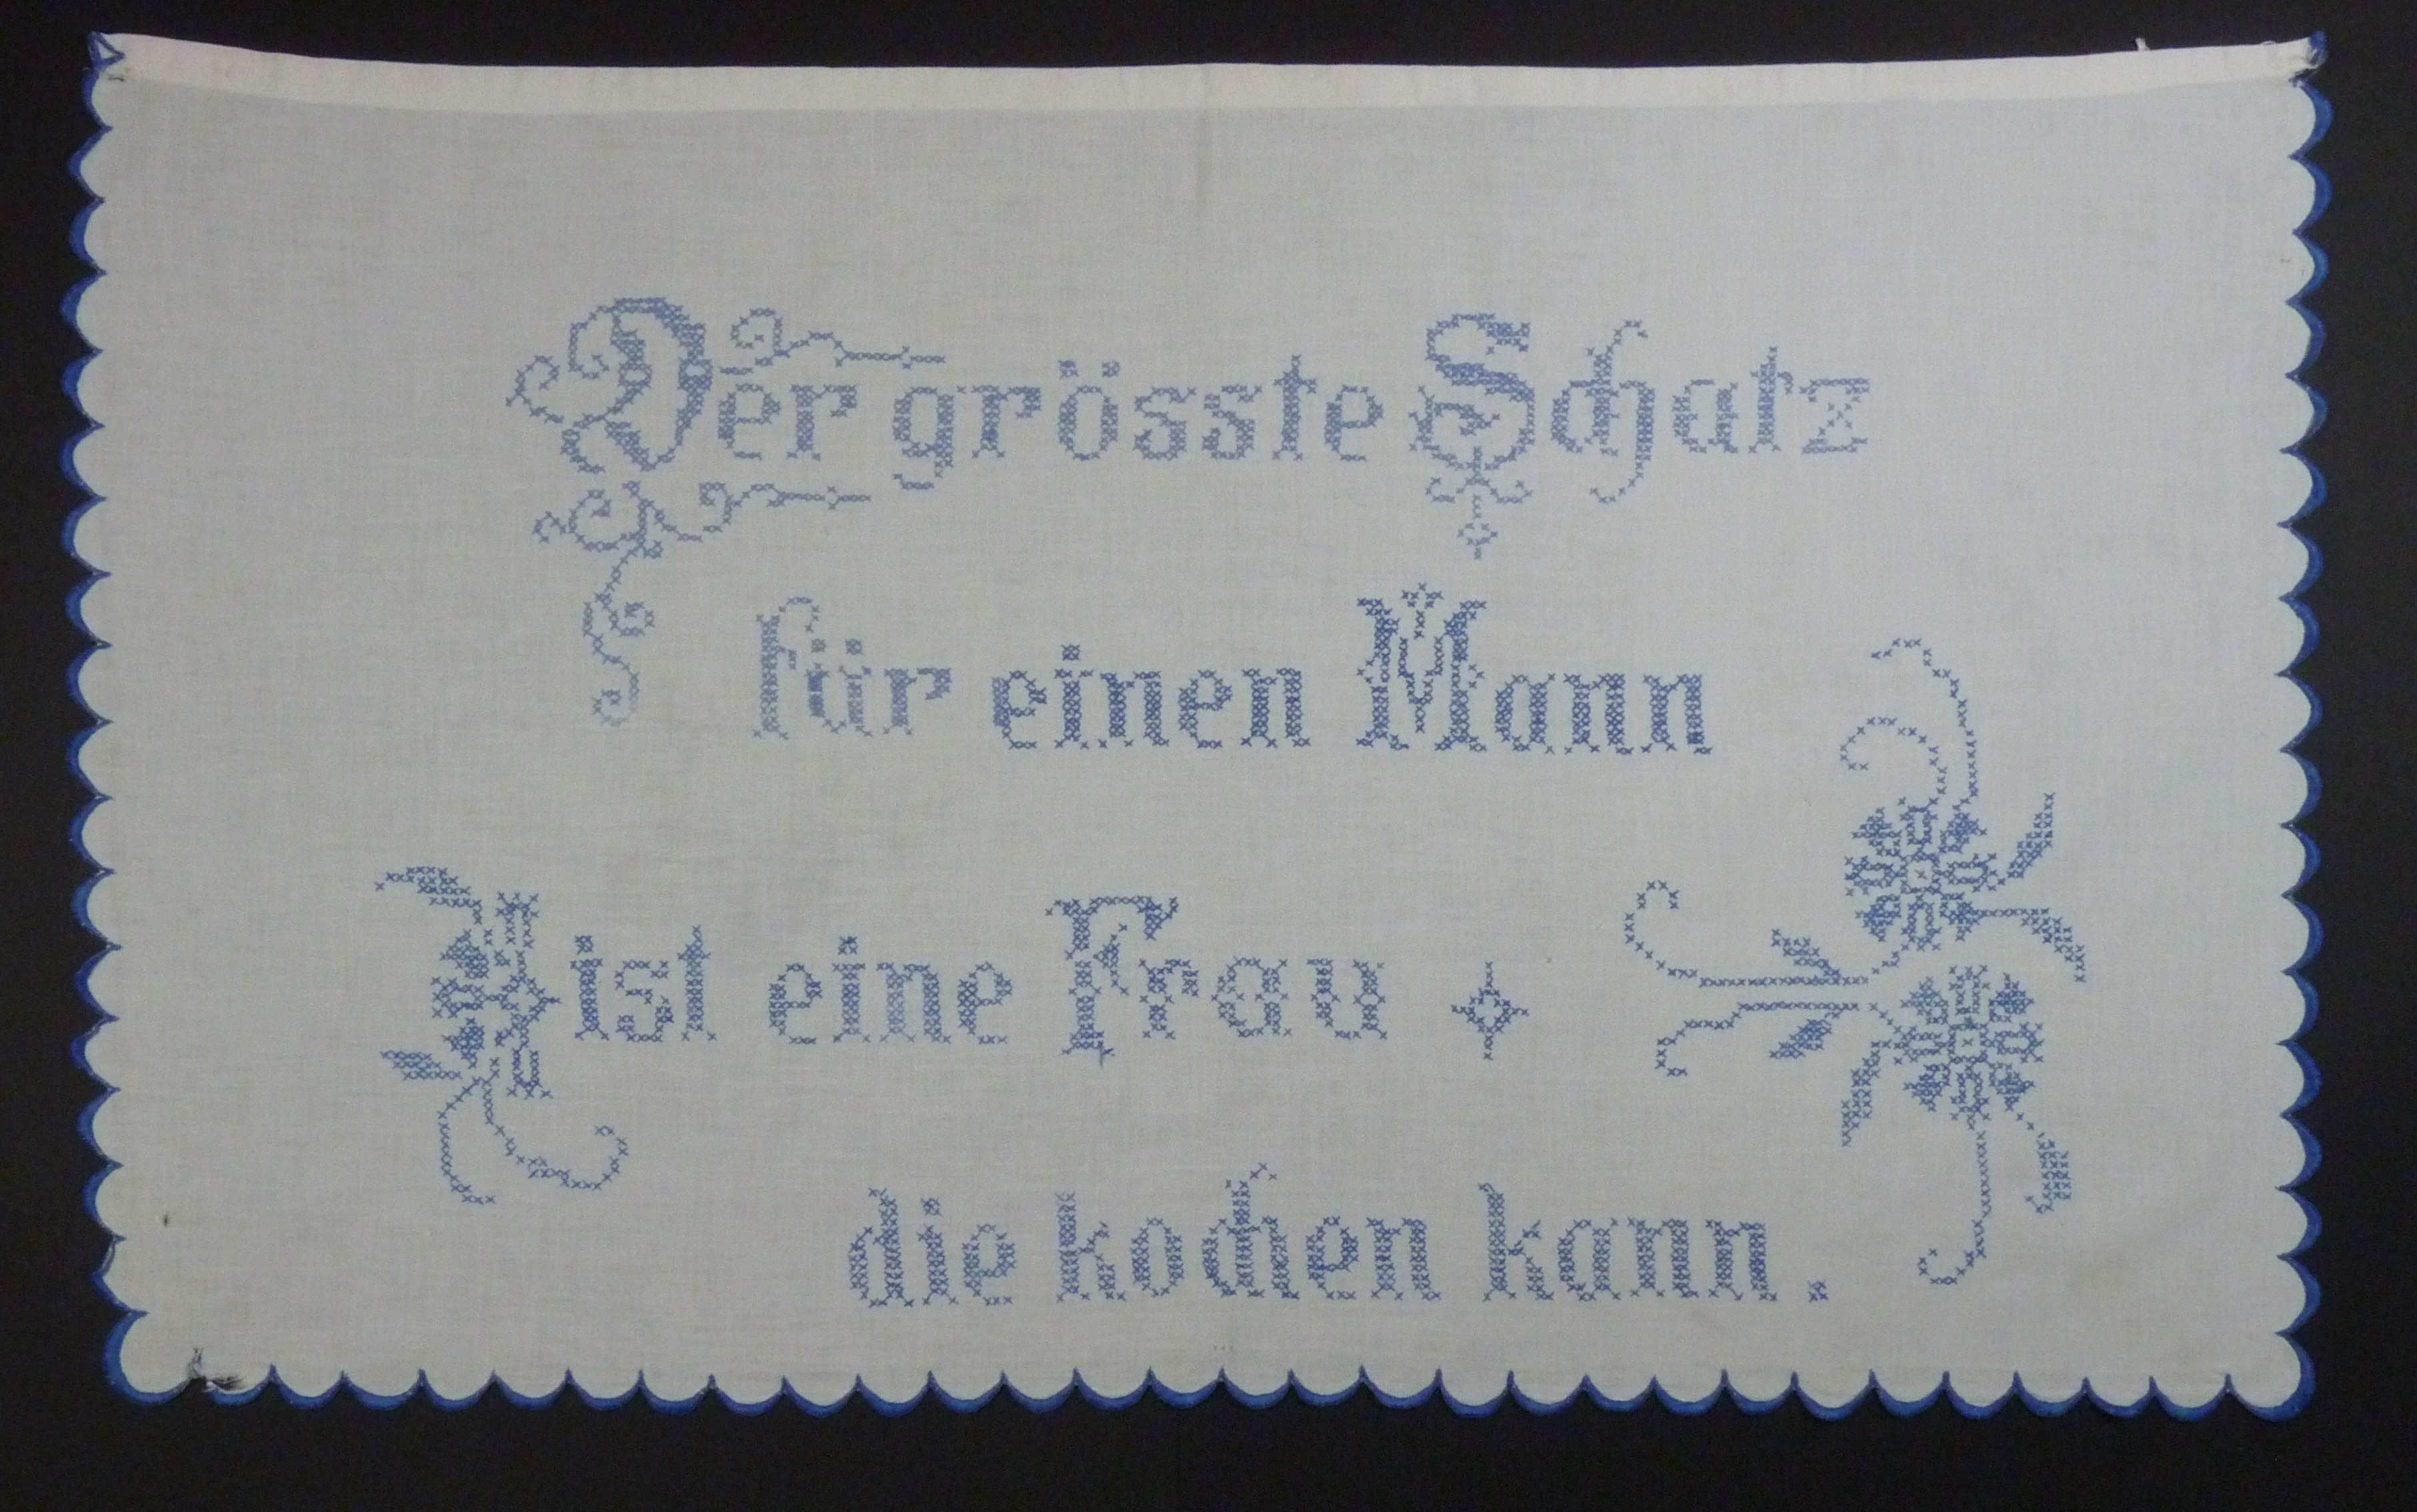 Der grösste Schatz
für einen Mann
ist eine Frau
die kochen kann.